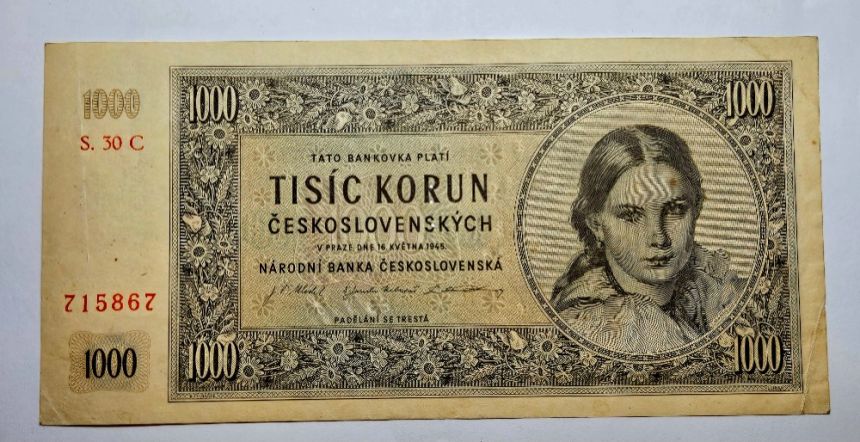 1000
S. 30 C
715867
1000
1000
1000
TATO BANKOVKA PLATÍ
TISÍC KORUN
ČESKOSLOVENSKÝCH
V PRAZE DNE 16. KVĚTNA 1945.
NÁRODNÍ BANKA ČESKOSLOVENSKÁ
PADĚLÁNÍ SE TRESTÁ
1000
1000